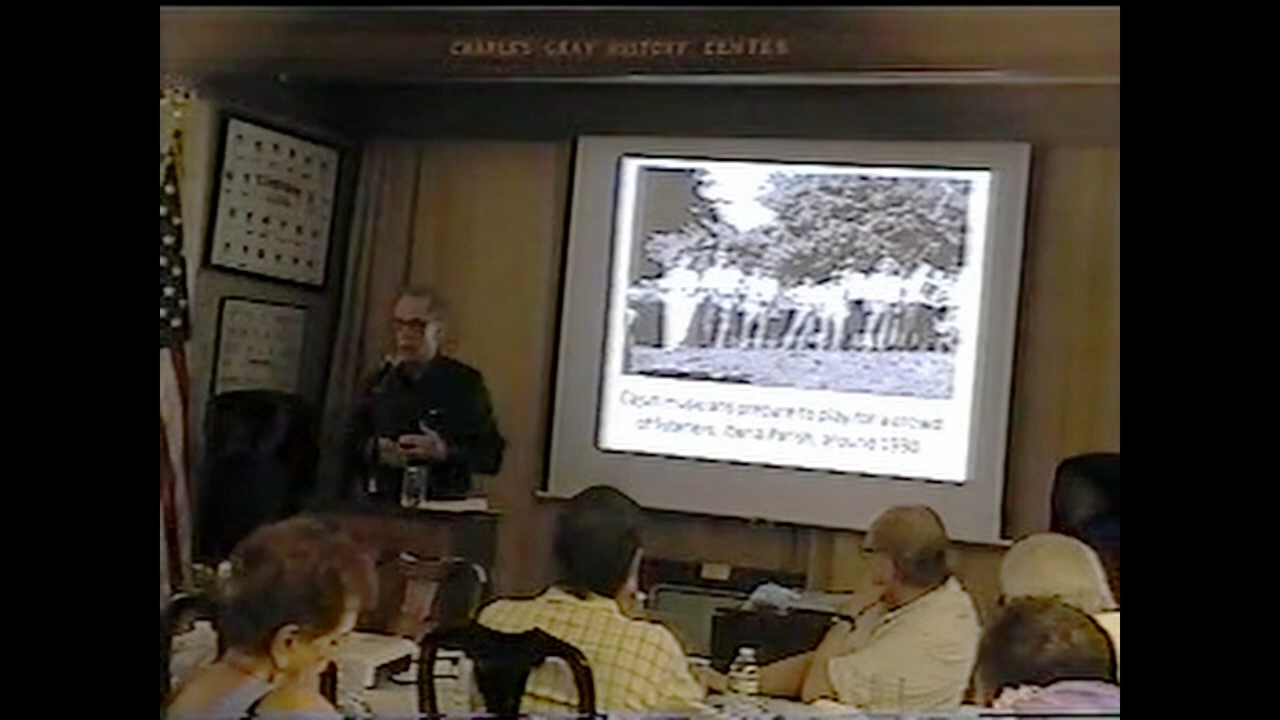 CHARLES GRAY HISTORY CENTER
Cajun musicians prepare to play for a crowd
of listeners, Iberia Parish, around 1930